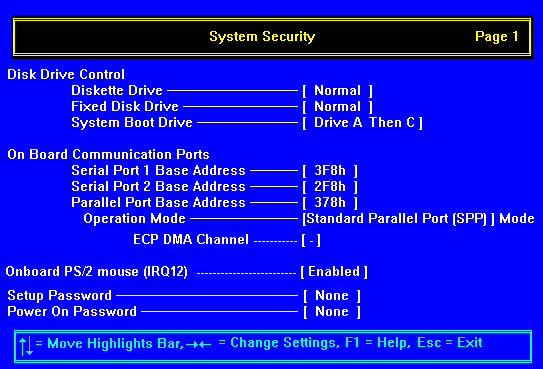 System Security Page 1
Disk Drive Control
Diskette Drive [ Normal ]
Fixed Disk Drive [ Normal ]
System Boot Drive [ Drive A Then C ]
On Board Communication Ports
Serial Port 1 Base Address [ 3F8h ]
Serial Port 2 Base Address [ 2F8h ]
Parallel Port Base Address [ 378h ]
Operation Mode [Standard Parallel Port (SPP) ] Mode
ECP DMA Channel ---------- [ - ]
Onboard PS/2 mouse (IRQ12) ------------------------ [ Enabled ]
Setup Password [ None ]
Power On Password [ None ]
↑↓ = Move Highlights Bar, →← = Change Settings, F1 = Help, Esc = Exit